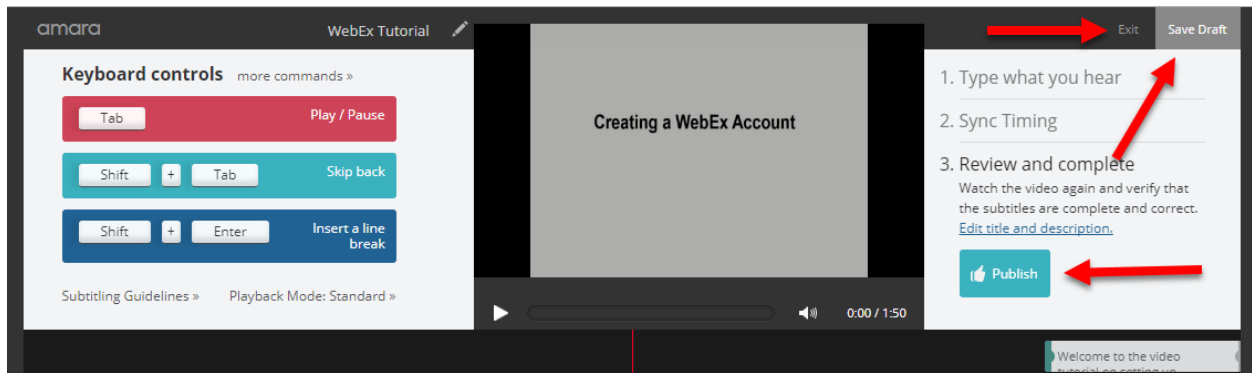 amara
WebEx Tutorial
Exit
Save Draft
Keyboard controls more commands »
Tab
Play / Pause
Shift + Tab
Skip back
Shift + Enter
Insert a line
break
Subtitling Guidelines »
Playback Mode: Standard »
Creating a WebEx Account
0:00 / 1:50
1. Type what you hear
2. Sync Timing
3. Review and complete
Watch the video again and verify that
the subtitles are complete and correct.
Edit title and description.
Publish
Welcome to the video
tutorial on setting up